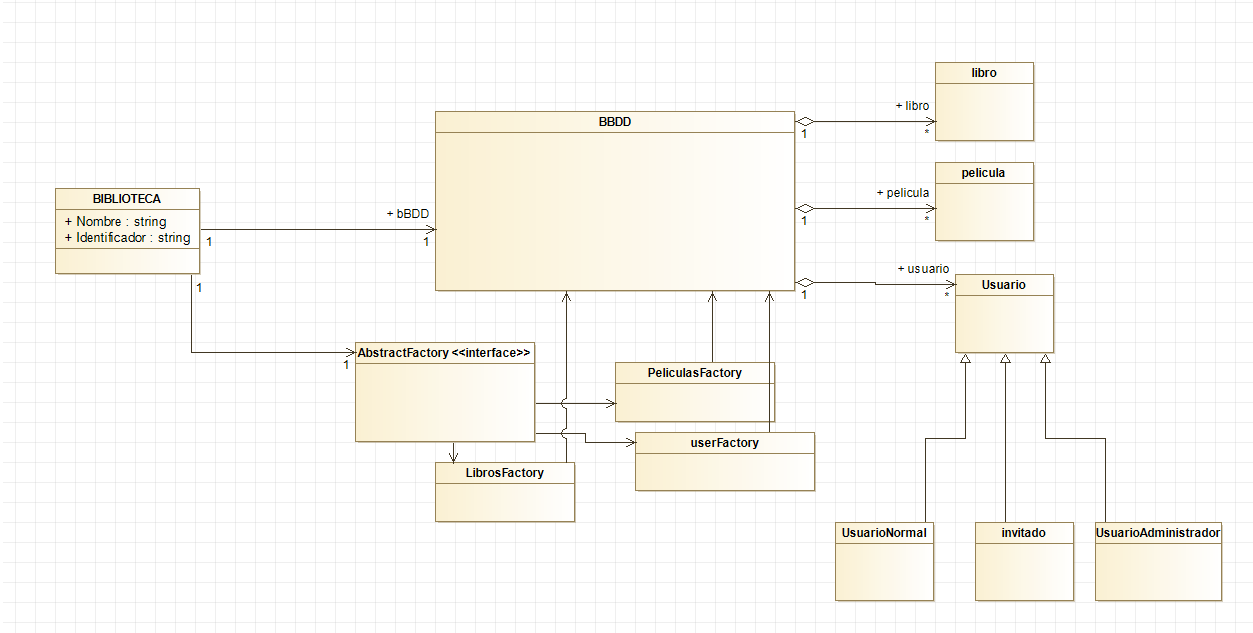 libro
+ libro
1
*
BBDD
pelicula
+ pelicula
1
*
BIBLIOTECA
+ Nombre : string
+ Identificador : string
1
+ bBDD
1
+ usuario
1
*
Usuario
1
AbstractFactory <<interface>>
1
PeliculasFactory
userFactory
LibrosFactory
UsuarioNormal
invitado
UsuarioAdministrador